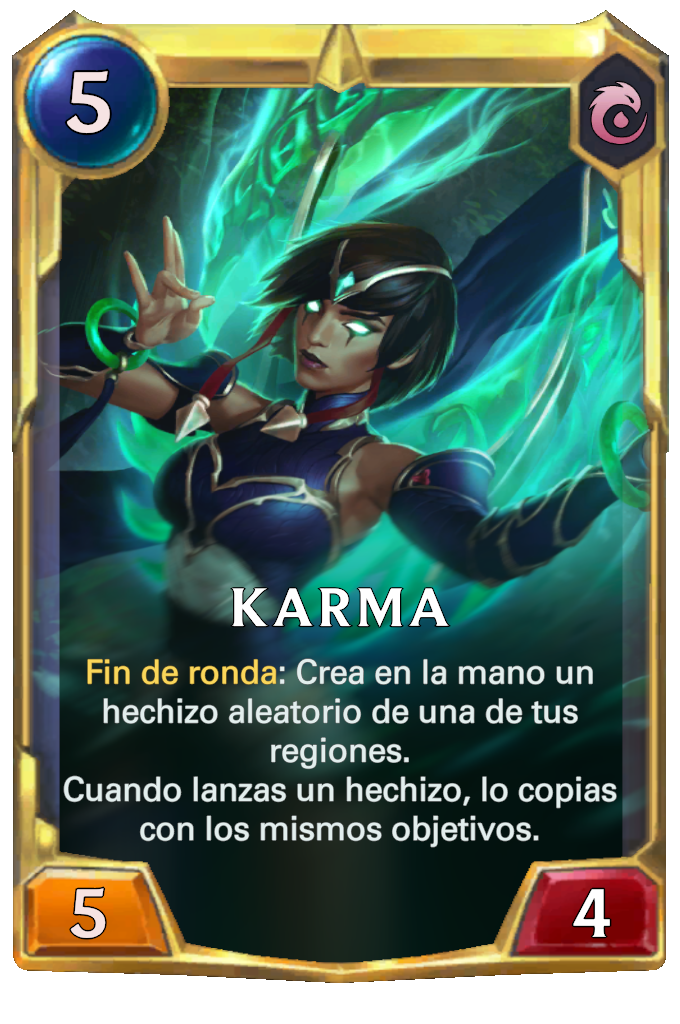 5
KARMA
Fin de ronda: Crea en la mano un
hechizo aleatorio de una de tus
regiones.
Cuando lanzas un hechizo, lo copias
con los mismos objetivos.
5
4